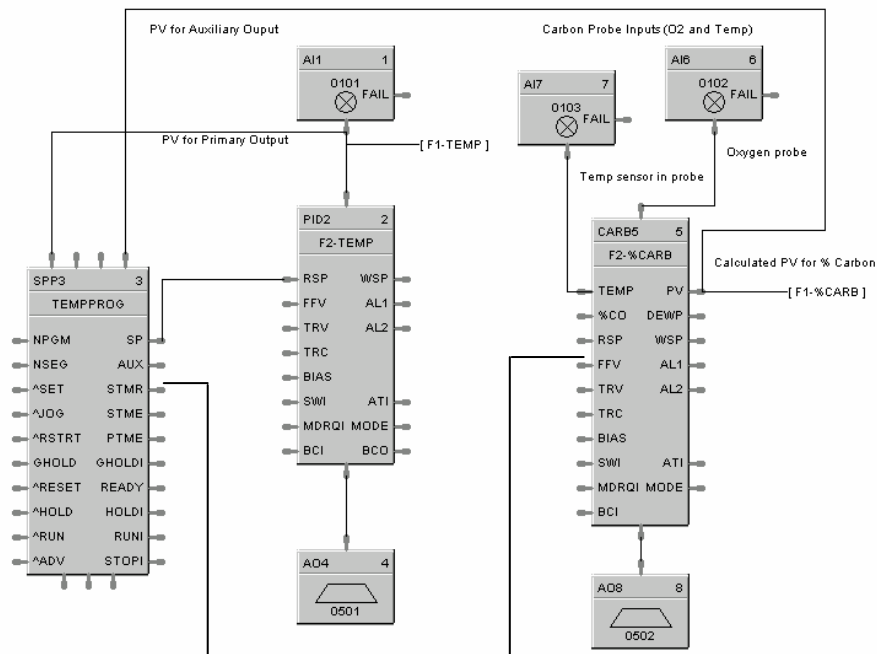 PV for Auxiliary Ouput
Carbon Probe Inputs (O2 and Temp)
AI1 1
0101
FAIL
AI7 7
0103
FAIL
AI6 6
0102
FAIL
PV for Primary Output
[ F1-TEMP ]
Oxygen probe
Temp sensor in probe
PID2 2
F2-TEMP
RSP WSP
FFV AL1
TRV AL2
TRC
BIAS
SWI ATI
MDRQI MODE
BCI BCO
CARB5 5
F2-%CARB
TEMP PV
%CO DEWP
RSP WSP
FFV AL1
TRV AL2
TRC
BIAS
SWI ATI
MDRQI MODE
BCI
Calculated PV for % Carbon
[ F1-%CARB ]
SPP3 3
TEMPPROG
NPGM SP
NSEG AUX
^SET STMR
^JOG STME
^RSTRT PTME
GHOLD GHOLDI
^RESET READY
^HOLD HOLDI
^RUN RUNI
^ADV STOPI
AO4 4
0501
AO8 8
0502